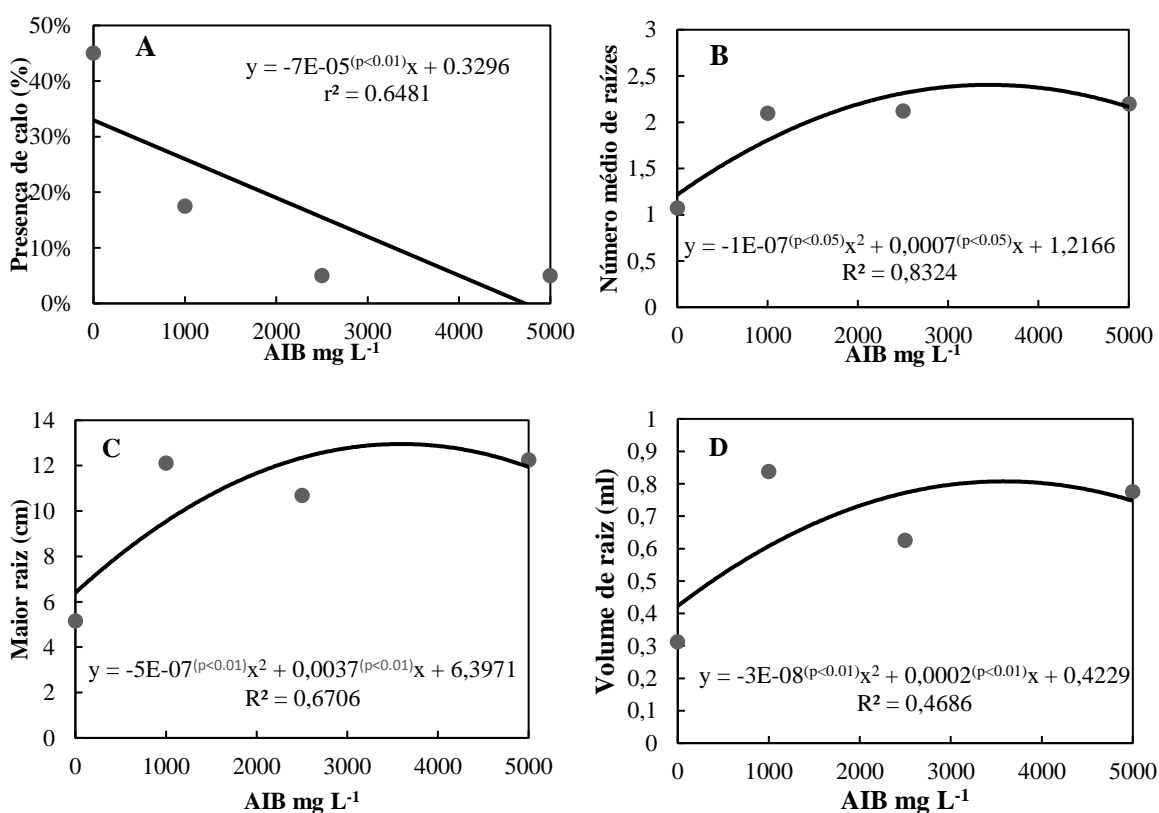 A
y = -7E-05(p<0.01)x + 0.3296
r² = 0.6481
Presença de calo (%)
50%
40%
30%
20%
10%
0%
0 1000 2000 3000 4000 5000
AIB mg L-1
B
Número médio de raízes
3
2,5
2
1,5
1
0,5
0
y = -1E-07(p<0.05)x² + 0,0007(p<0.05)x + 1,2166
R² = 0,8324
0 1000 2000 3000 4000 5000
AIB mg L-1
C
Maior raiz (cm)
14
12
10
8
6
4
2
0
y = -5E-07(p<0.01)x² + 0,0037(p<0.01)x + 6,3971
R² = 0,6706
0 1000 2000 3000 4000 5000
AIB mg L-1
D
Volume de raiz (ml)
1
0,9
0,8
0,7
0,6
0,5
0,4
0,3
0,2
0,1
0
y = -3E-08(p<0.01)x² + 0,0002(p<0.01)x + 0,4229
R² = 0,4686
0 1000 2000 3000 4000 5000
AIB mg L-1